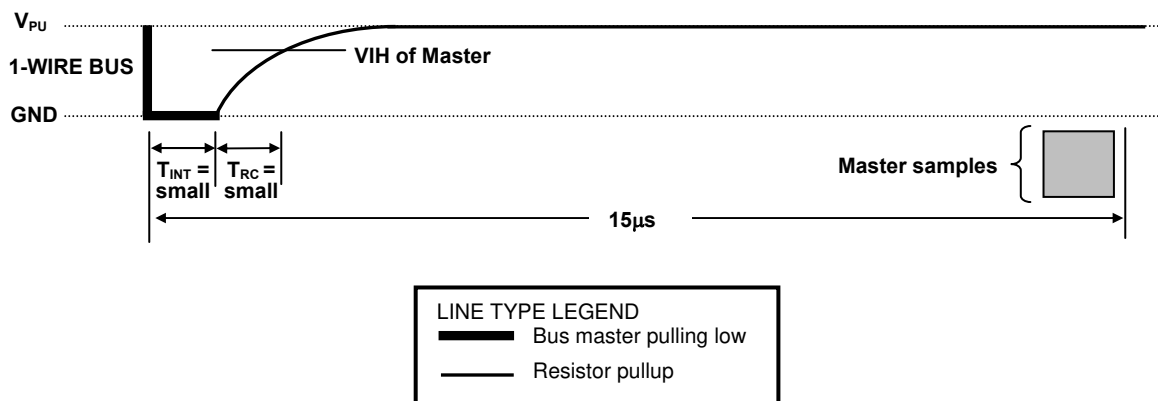 VPU
VIH of Master
1-WIRE BUS
GND
TINT =
small
TRC =
small
Master samples
15μs
LINE TYPE LEGEND
Bus master pulling low
Resistor pullup